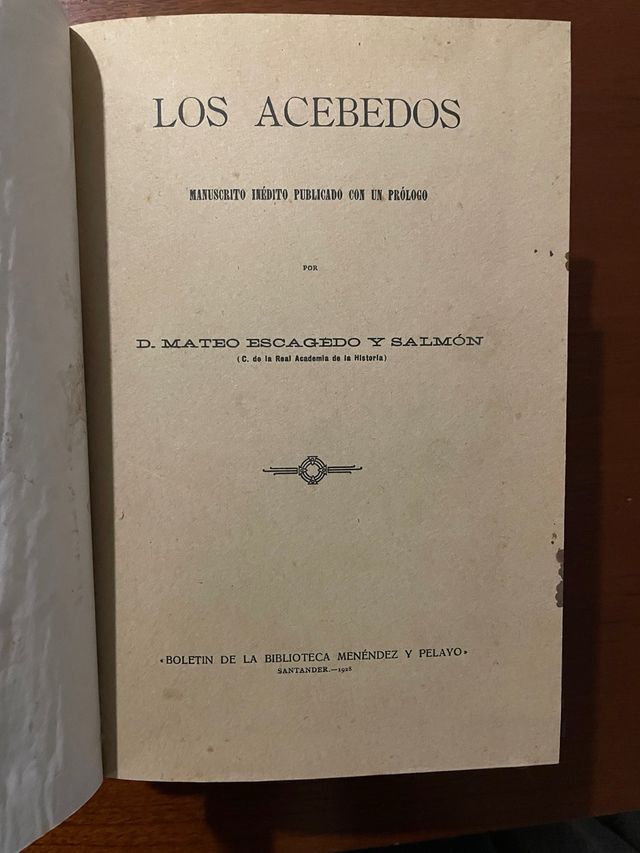 LOS ACEBEDOS
MANUSCRITO INÉDITO PUBLICADO CON UN PRÓLOGO
POR
D. MATEO ESCAGEDO Y SALMÓN
(C. de la Real Academia de la Historia)
«BOLETIN DE LA BIBLIOTECA MENÉNDEZ Y PELAYO»
SANTANDER.—1928